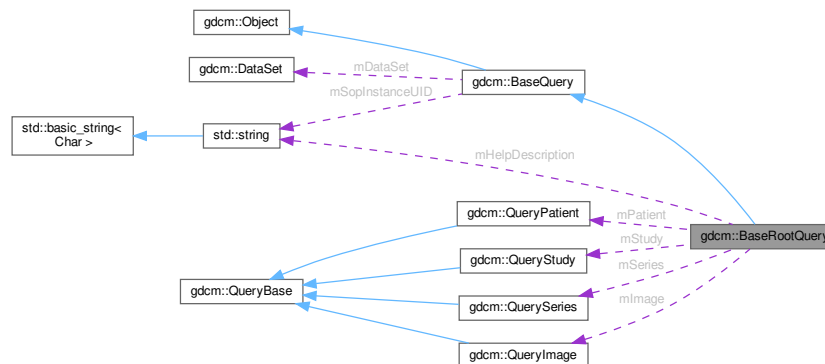 gdcm::Object
gdcm::DataSet
mDataSet
gdcm::BaseQuery
mSopInstanceUID
std::basic_string<
Char >
std::string
mHelpDescription
gdcm::QueryPatient
mPatient
gdcm::BaseRootQuery
mStudy
gdcm::QueryStudy
mSeries
gdcm::QueryBase
mImage
gdcm::QuerySeries
gdcm::QueryImage